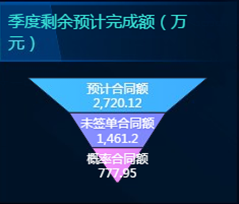 季度剩余预计完成额（万
元）
预计合同额
2,720.12
未签单合同额
1,461.2
概率合同额
777.95